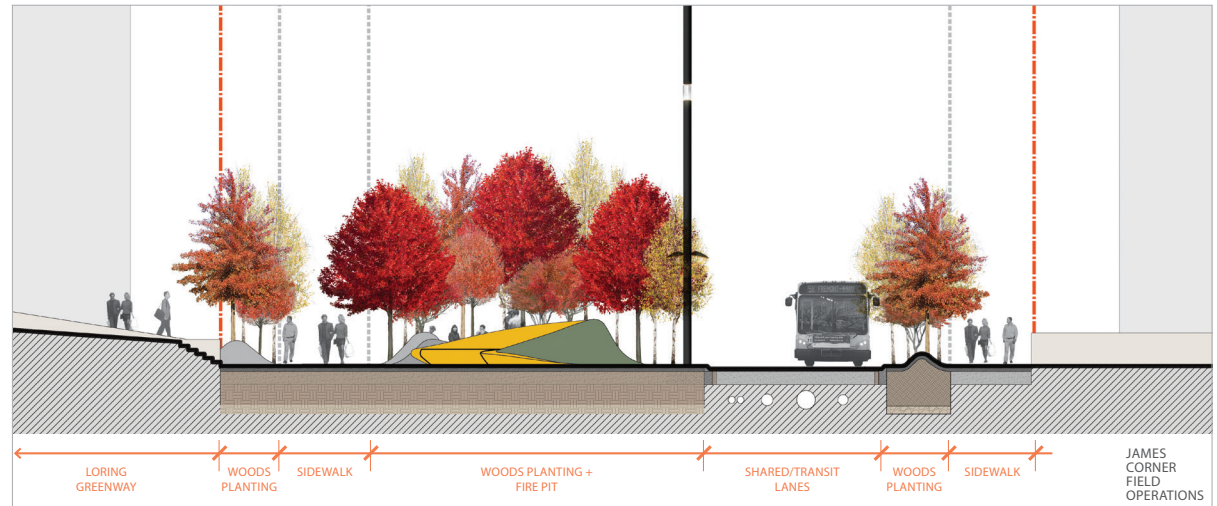 LORING
GREENWAY
WOODS
PLANTING
SIDEWALK
WOODS PLANTING +
FIRE PIT
SHARED/TRANSIT
LANES
WOODS
PLANTING
SIDEWALK
JAMES
CORNER
FIELD
OPERATIONS